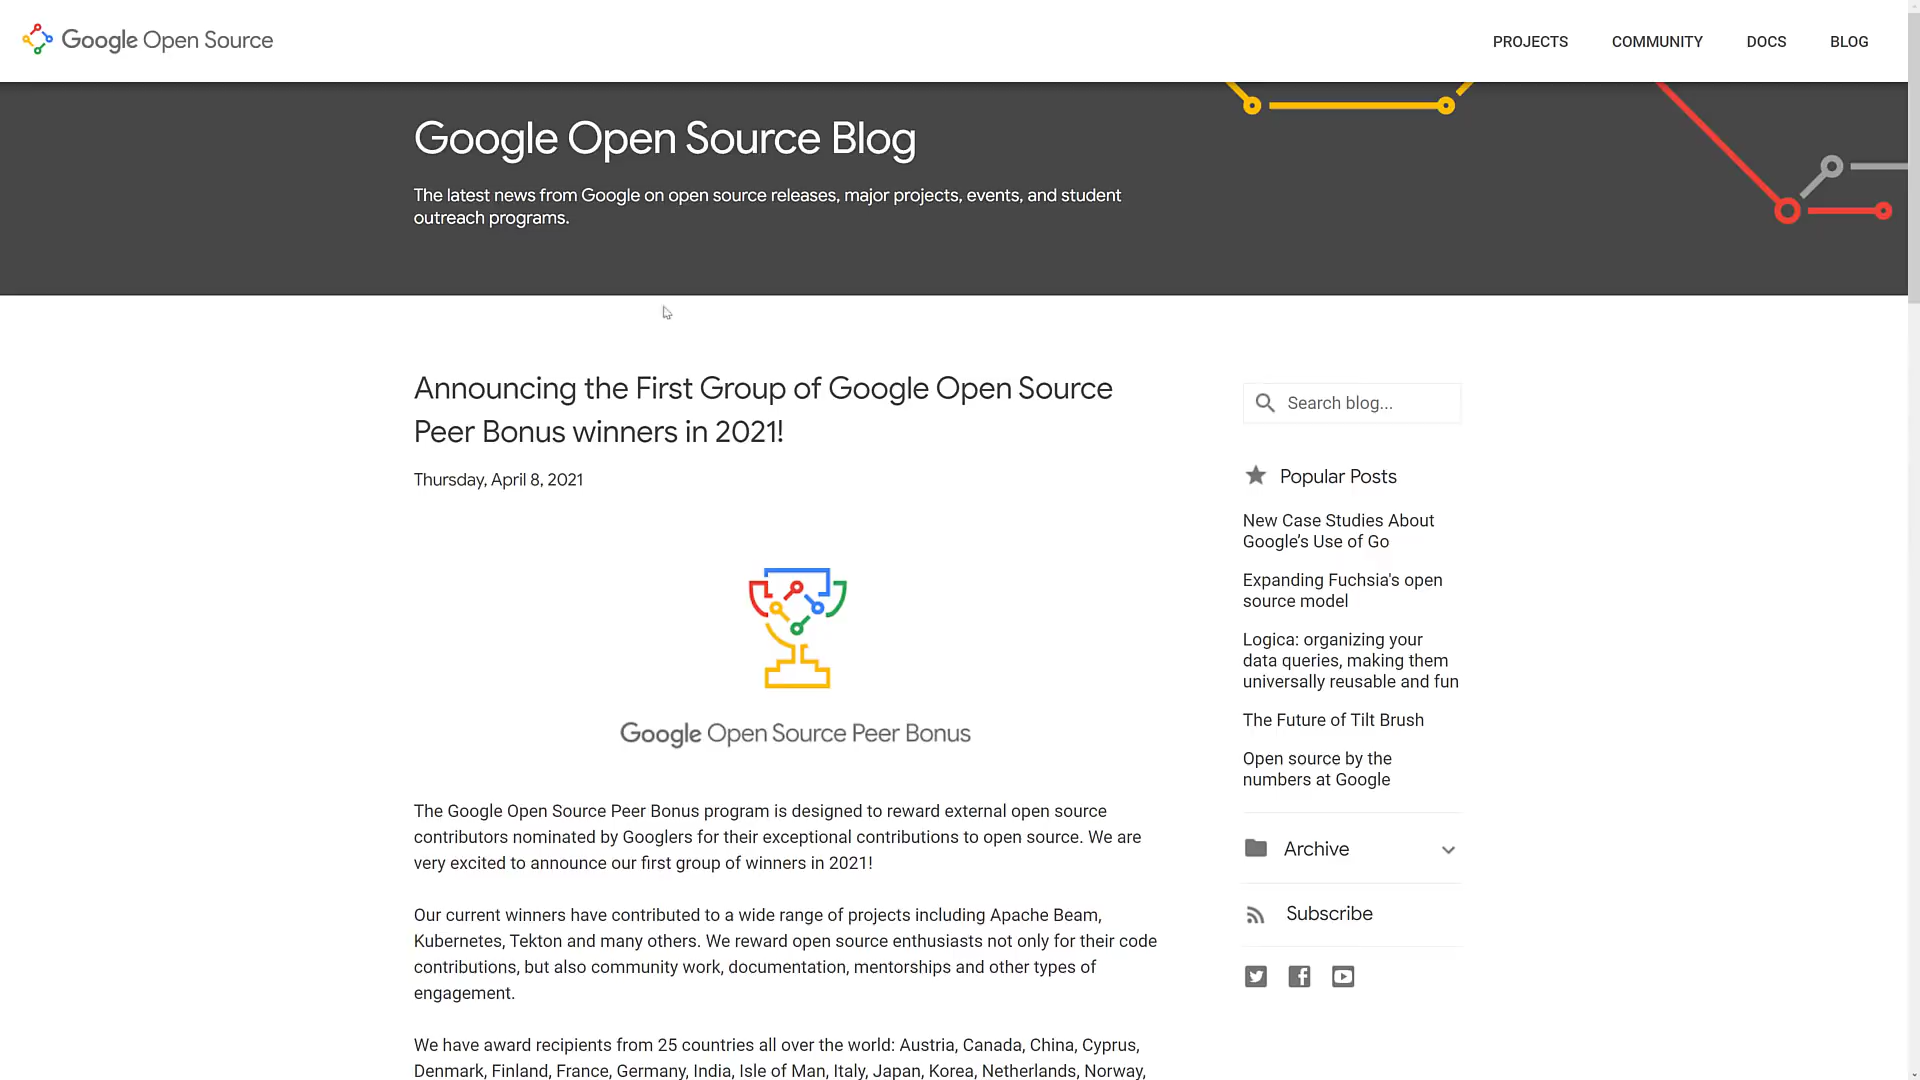 Google Open Source
PROJECTS
COMMUNITY
DOCS
BLOG
Google Open Source Blog
The latest news from Google on open source releases, major projects, events, and student
outreach programs.
Announcing the First Group of Google Open Source
Peer Bonus winners in 2021!
Thursday, April 8, 2021
Google Open Source Peer Bonus
The Google Open Source Peer Bonus program is designed to reward external open source
contributors nominated by Googlers for their exceptional contributions to open source. We are
very excited to announce our first group of winners in 2021!
Our current winners have contributed to a wide range of projects including Apache Beam,
Kubernetes, Tekton and many others. We reward open source enthusiasts not only for their code
contributions, but also community work, documentation, mentorships and other types of
engagement.
We have award recipients from 25 countries all over the world: Austria, Canada, China, Cyprus,
Denmark, Finland, France, Germany, India, Isle of Man, Italy, Japan, Korea, Netherlands, Norway,
Search blog...
Popular Posts
New Case Studies About
Google’s Use of Go
Expanding Fuchsia's open
source model
Logica: organizing your
data queries, making them
universally reusable and fun
The Future of Tilt Brush
Open source by the
numbers at Google
Archive
Subscribe